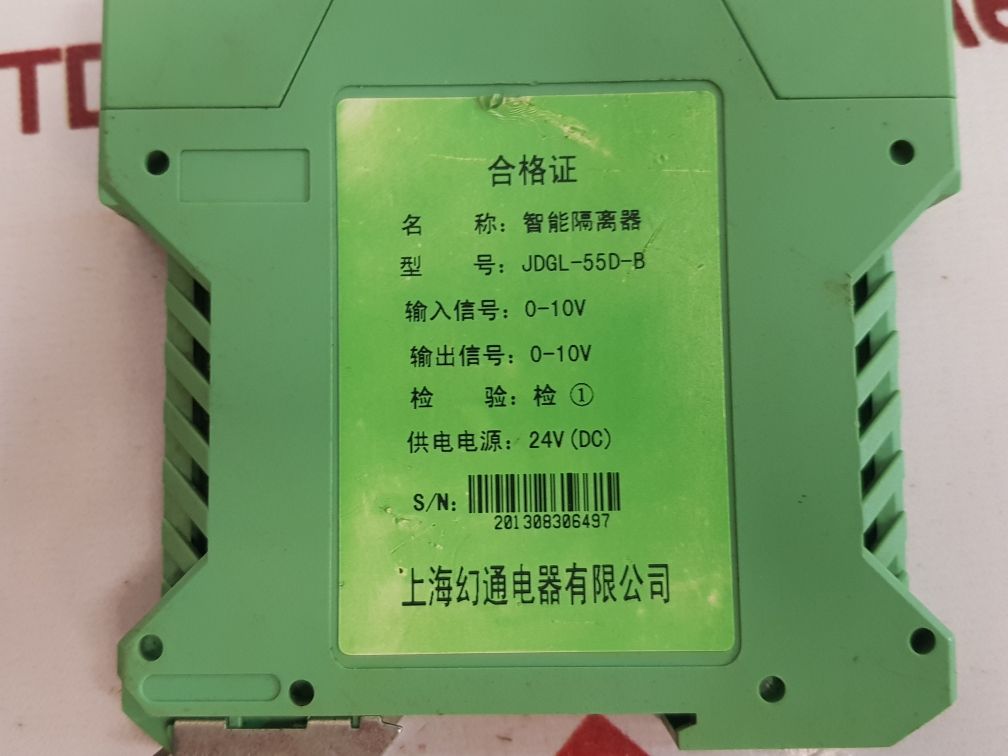 合格证
名 称：智能隔离器
型 号：JDGL-55D-B
输入信号：0-10V
输出信号：0-10V
检 验：检 ①
供电电源：24V(DC)
S/N：
201308306497
上海幻通电器有限公司